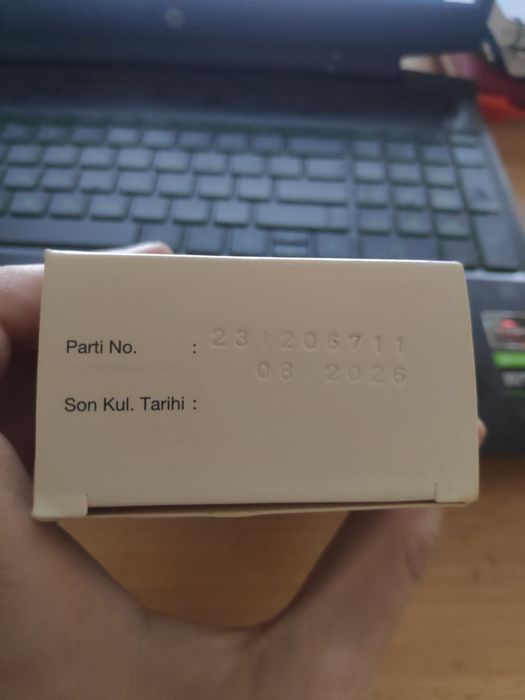 Parti No. : 231206711
08 2026
Son Kul. Tarihi :